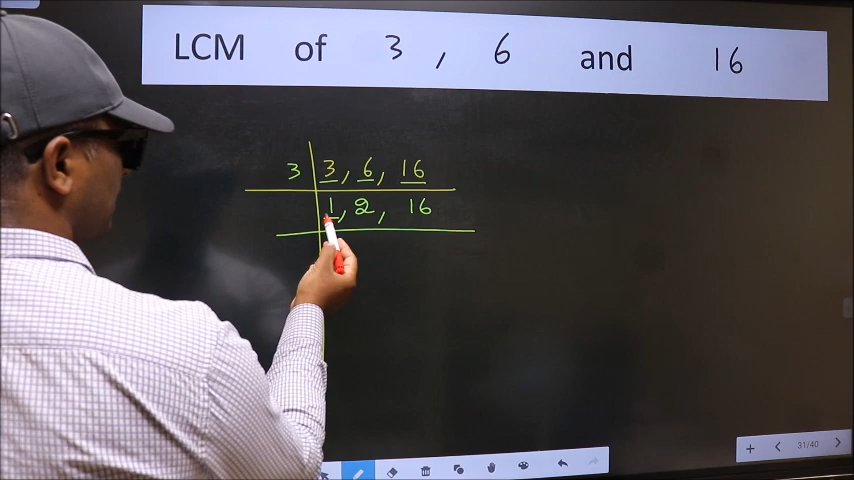 LCM of 3 , 6 and 16
3 3, 6, 16
1, 2, 16
31/40